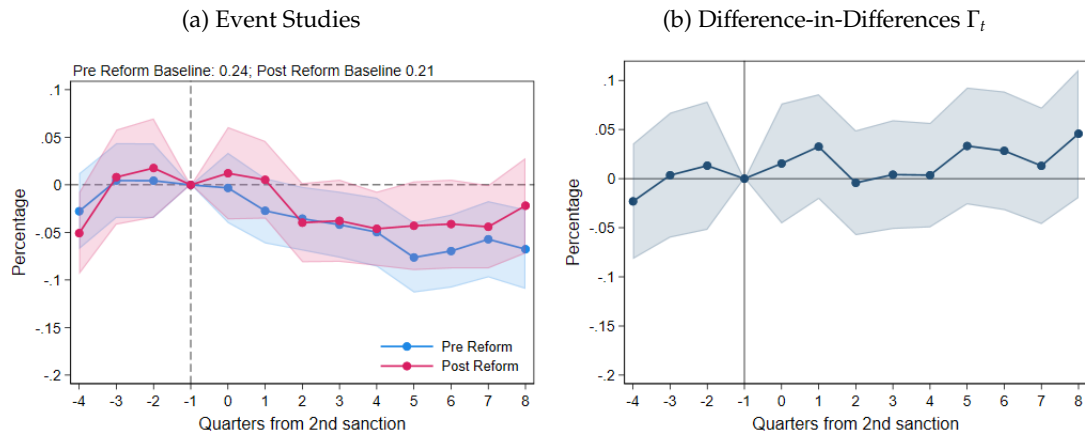 (a) Event Studies
Pre Reform Baseline: 0.24; Post Reform Baseline 0.21
Percentage
.1
.05
0
-.05
-.1
-.15
-.2
Pre Reform
Post Reform
-4 -3 -2 -1 0 1 2 3 4 5 6 7 8
Quarters from 2nd sanction
(b) Difference-in-Differences Γt
Percentage
.1
.05
0
-.05
-.1
-.15
-.2
-4 -3 -2 -1 0 1 2 3 4 5 6 7 8
Quarters from 2nd sanction